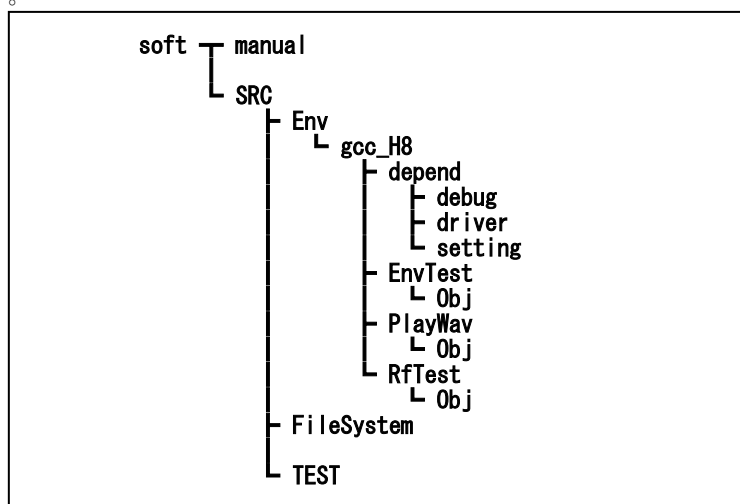 。
soft manual
SRC
Env
gcc_H8
depend
debug
driver
setting
EnvTest
Obj
PlayWav
Obj
RfTest
Obj
FileSystem
TEST